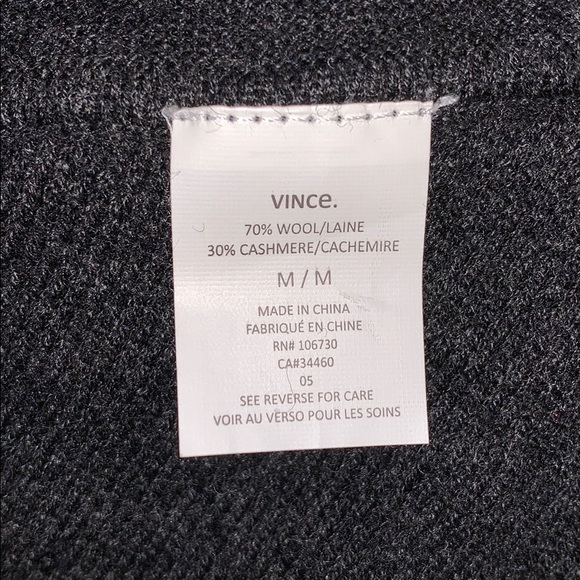 VINCe.
70% WOOL/LAINE
30% CASHMERE/CACHEMIRE
M / M
MADE IN CHINA
FABRIQUÉ EN CHINE
RN# 106730
CA#34460
05
SEE REVERSE FOR CARE
VOIR AU VERSO POUR LES SOINS